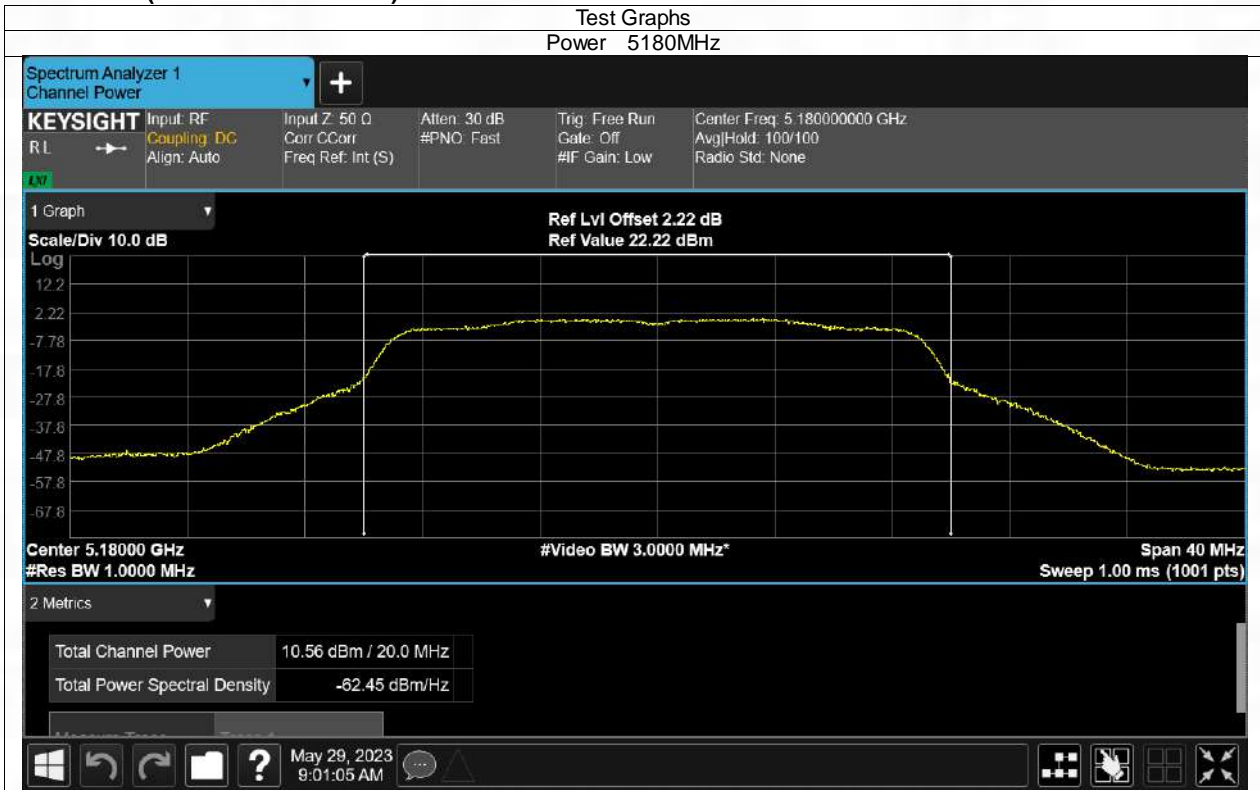 Test Graphs
Power 5180MHz
Spectrum Analyzer 1
Channel Power
+
KEYSIGHT Input: RF Input Z: 50 Ω Atten: 30 dB Trig: Free Run Center Freq: 5.180000000 GHz
RL Coupling: DC Corr CCorr #PNO: Fast Gate: Off Avg|Hold: 100/100
Align: Auto Freq Ref: Int (S) #IF Gain: Low Radio Std: None
LXI
1 Graph
Ref Lvl Offset 2.22 dB
Scale/Div 10.0 dB Ref Value 22.22 dBm
Log
12.2
2.22
-7.78
-17.8
-27.8
-37.8
-47.8
-57.8
-67.8
Center 5.18000 GHz #Video BW 3.0000 MHz* Span 40 MHz
#Res BW 1.0000 MHz Sweep 1.00 ms (1001 pts)
2 Metrics
Total Channel Power 10.56 dBm / 20.0 MHz
Total Power Spectral Density -62.45 dBm/Hz
? May 29, 2023
9:01:05 AM